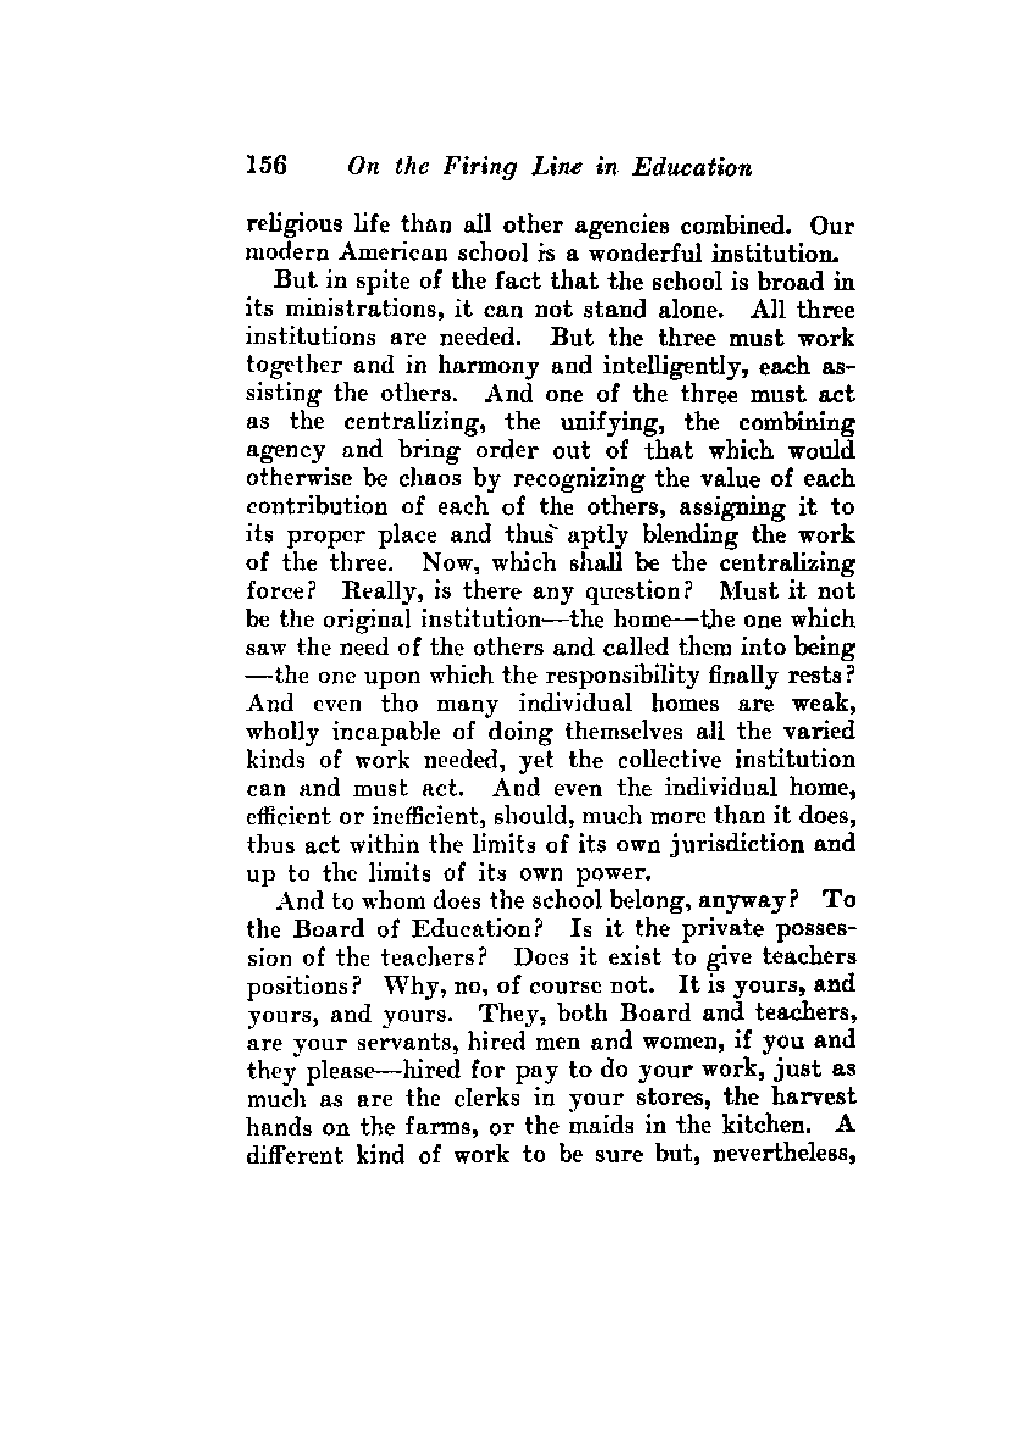 156 On the Firing Line in Education
religious life than all other agencies combined. Our
modern American school is a wonderful institution.
But in spite of the fact that the school is broad in
its ministrations, it can not stand alone. All three
institutions are needed. But the three must work
together and in harmony and intelligently, each as-
sisting the others. And one of the three must act
as the centralizing, the unifying, the combining
agency and bring order out of that which would
otherwise be chaos by recognizing the value of each
contribution of each of the others, assigning it to
its proper place and thus aptly blending the work
of the three. Now, which shall be the centralizing
force? Really, is there any question? Must it not
be the original institution—the home—the one which
saw the need of the others and called them into being
—the one upon which the responsibility finally rests?
And even tho many individual homes are weak,
wholly incapable of doing themselves all the varied
kinds of work needed, yet the collective institution
can and must act. And even the individual home,
efficient or inefficient, should, much more than it does,
thus act within the limits of its own jurisdiction and
up to the limits of its own power.
And to whom does the school belong, anyway? To
the Board of Education? Is it the private posses-
sion of the teachers? Does it exist to give teachers
positions? Why, no, of course not. It is yours, and
yours, and yours. They, both Board and teachers,
are your servants, hired men and women, if you and
they please—hired for pay to do your work, just as
much as are the clerks in your stores, the harvest
hands on the farms, or the maids in the kitchen. A
different kind of work to be sure but, nevertheless,